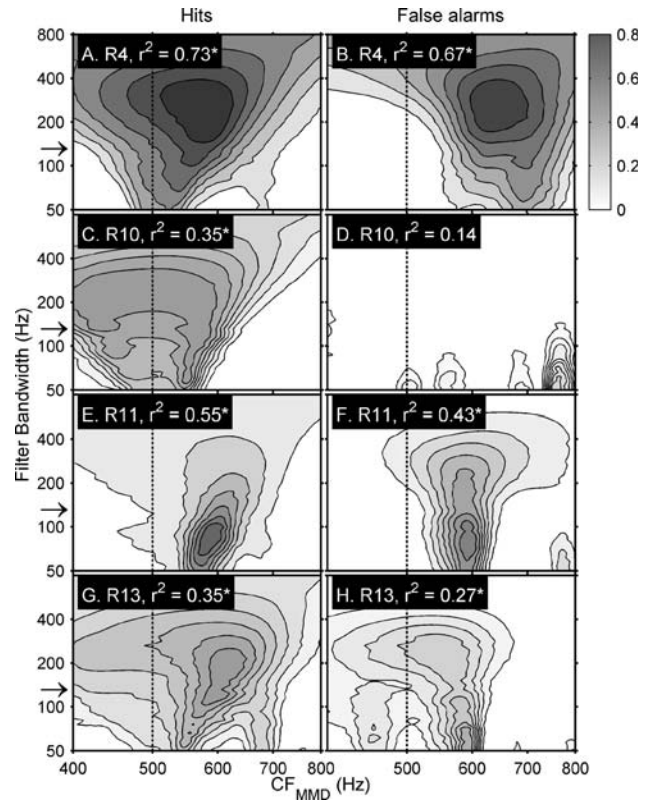 Hits False alarms
A. R4, r² = 0.73* B. R4, r² = 0.67*
C. R10, r² = 0.35* D. R10, r² = 0.14
E. R11, r² = 0.55* F. R11, r² = 0.43*
G. R13, r² = 0.35* H. R13, r² = 0.27*
Filter Bandwidth (Hz)
800
400
200
100
50
400
200
100
50
400
200
100
50
400
200
100
50
400 500 600 700 800 500 600 700 800
CF_MMD (Hz)
0.8
0.6
0.4
0.2
0